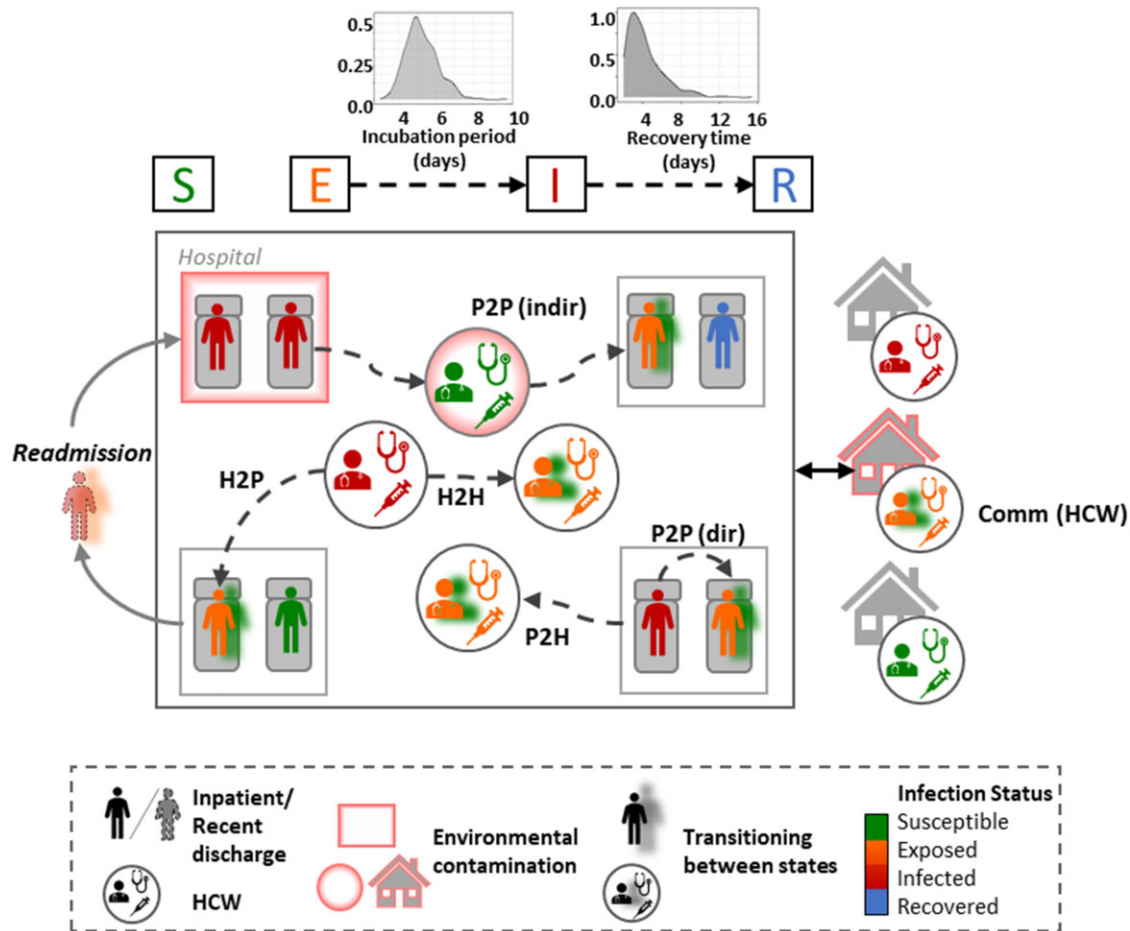 0.5
0.25
0.0
4 6 8 10
Incubation period
(days)
1.0
0.5
0.0
4 8 12 16
Recovery time
(days)
S E I R
Hospital
P2P (indir)
Readmission
H2P
H2H
P2P (dir)
P2H
Comm (HCW)
Inpatient/
Recent
discharge
HCW
Environmental
contamination
Transitioning
between states
Infection Status
Susceptible
Exposed
Infected
Recovered